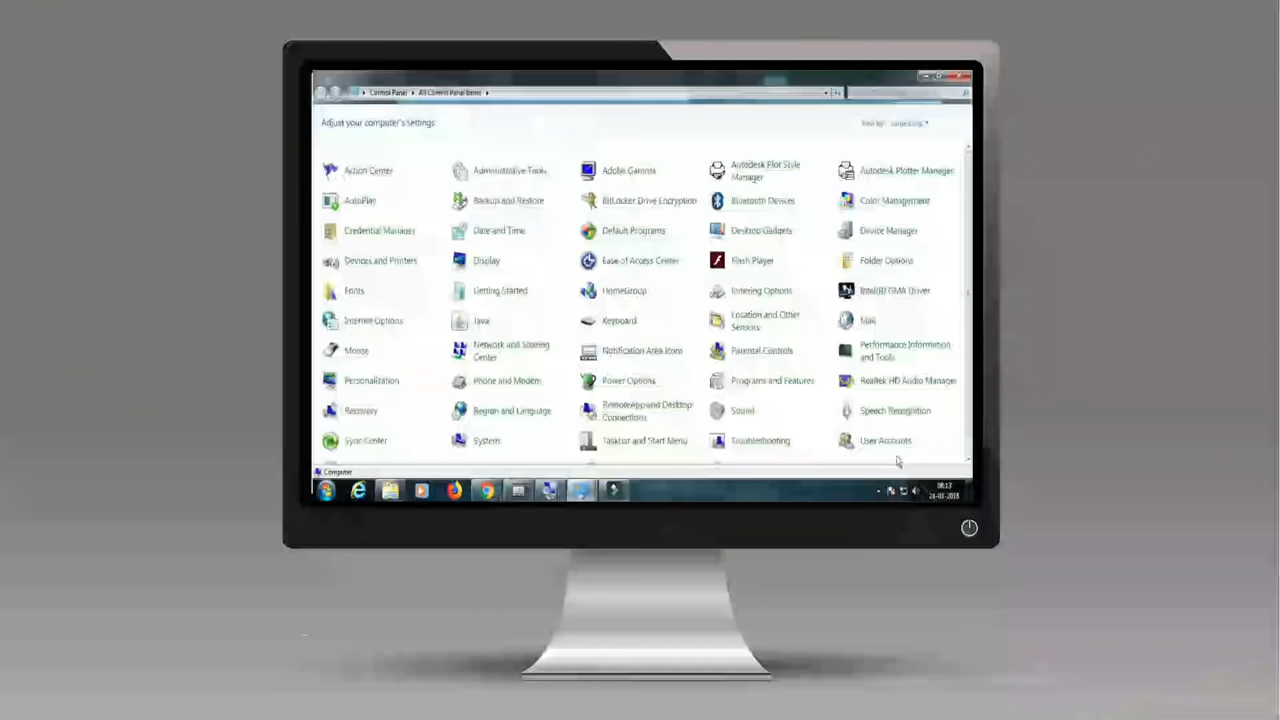 Control Panel ▸ All Control Panel Items ▸
Adjust your computer's settings
View by:
Action Center
Administrative Tools
Adobe Gamma
Autodesk Plot Style
Manager
Autodesk Plotter Manager
AutoPlay
Backup and Restore
BitLocker Drive Encryption
Bluetooth Devices
Color Management
Credential Manager
Date and Time
Default Programs
Desktop Gadgets
Device Manager
Devices and Printers
Display
Ease of Access Center
Flash Player
Folder Options
Fonts
Getting Started
HomeGroup
Indexing Options
Intel(R) GMA Driver
Internet Options
Java
Keyboard
Location and Other
Sensors
Mail
Mouse
Network and Sharing
Center
Notification Area Icons
Parental Controls
Performance Information
and Tools
Personalization
Phone and Modem
Power Options
Programs and Features
Realtek HD Audio Manager
Recovery
Region and Language
RemoteApp and Desktop
Connections
Sound
Speech Recognition
Sync Center
System
Taskbar and Start Menu
Troubleshooting
User Accounts
Computer